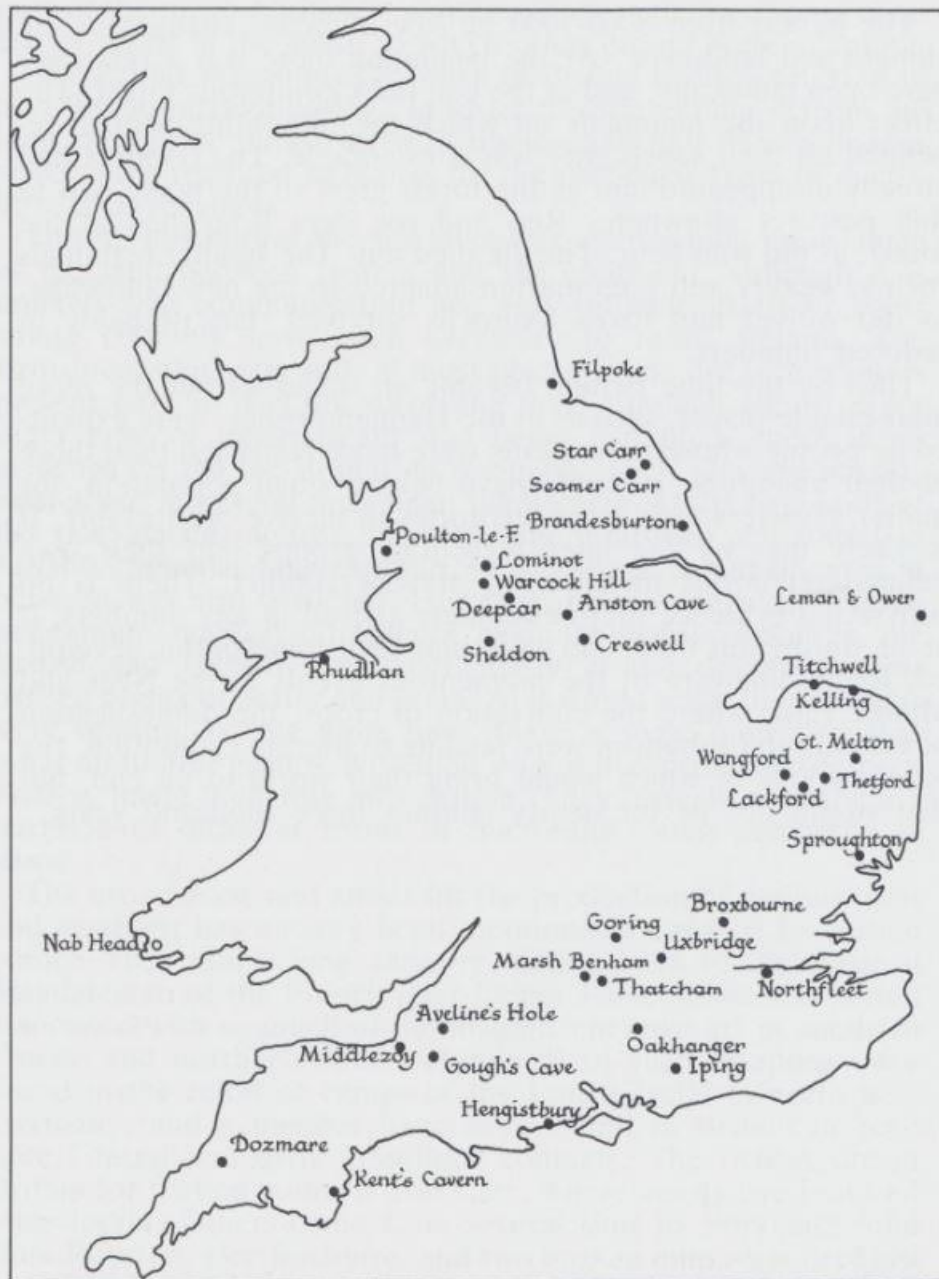 Filpoke
Star Carr
Seamer Carr
Brandesburton
Poulton-le-F.
Lominot
Warcock Hill
Deepcar
Anston Cave
Leman & Ower
Sheldon
Creswell
Rhudllan
Titchwell
Kelling
Gt. Melton
Wangford
Thetford
Lackford
Sproughton
Broxbourne
Goring
Uxbridge
Nab Head
Marsh Benham
Thatcham
Northfleet
Aveline's Hole
Oakhanger
Middlezoy
Gough's Cave
Iping
Hengistbury
Dozmare
Kent's Cavern